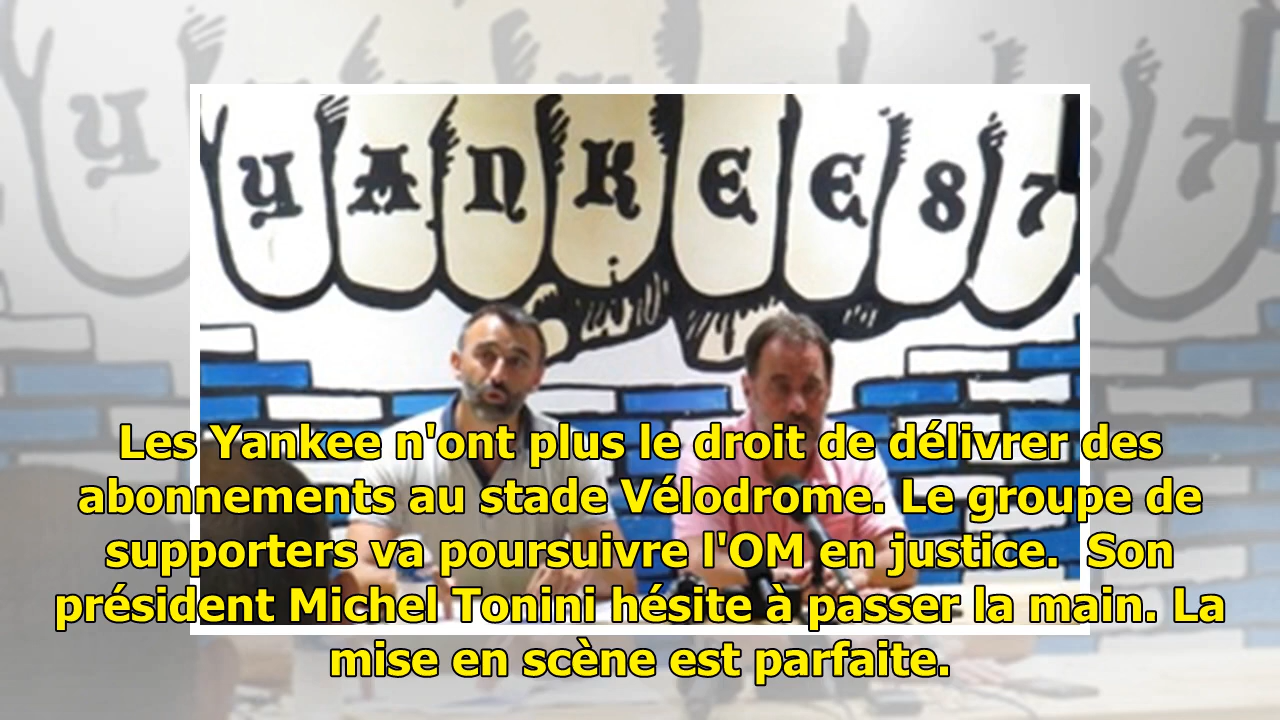 YANKEE87
Les Yankee n'ont plus le droit de délivrer des
abonnements au stade Vélodrome. Le groupe de
supporters va poursuivre l'OM en justice.  Son
président Michel Tonini hésite à passer la main. La
mise en scène est parfaite.